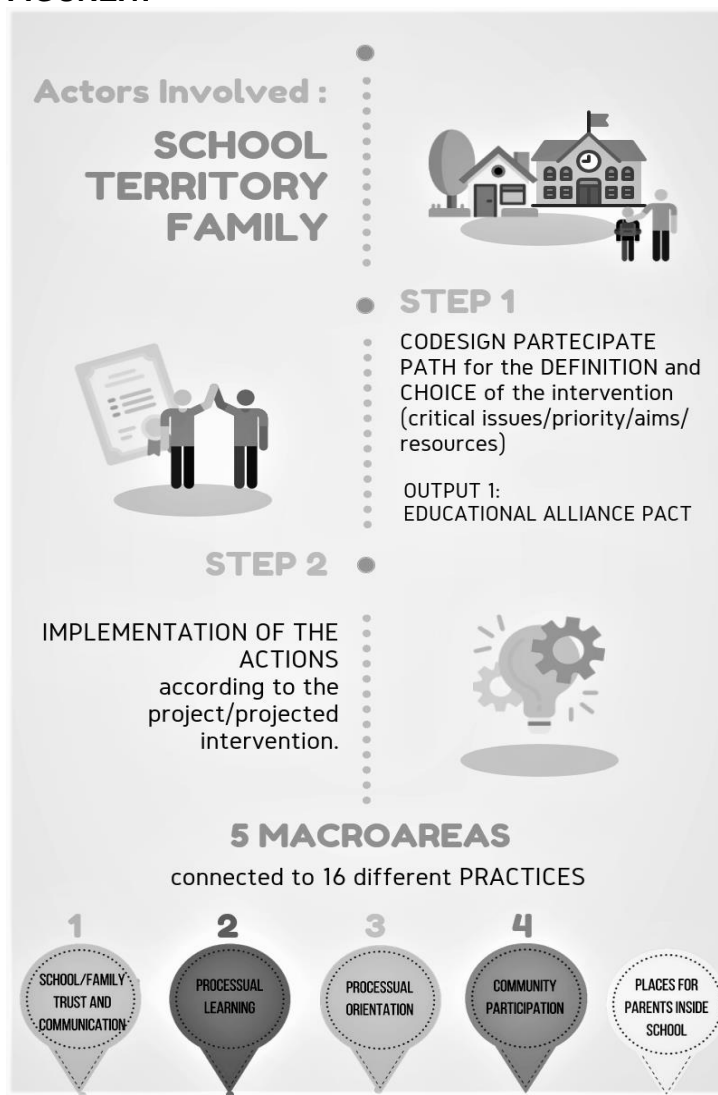 Actors Involved :
SCHOOL
TERRITORY
FAMILY
STEP 1
CODESIGN PARTECIPATE
PATH for the DEFINITION and
CHOICE of the intervention
(critical issues/priority/aims/
resources)
OUTPUT 1:
EDUCATIONAL ALLIANCE PACT
STEP 2
IMPLEMENTATION OF THE
ACTIONS
according to the
project/projected
intervention.
5 MACROAREAS
connected to 16 different PRACTICES
1
SCHOOL/FAMILY
TRUST AND
COMMUNICATION
2
PROCESSUAL
LEARNING
3
PROCESSUAL
ORIENTATION
4
COMMUNITY
PARTICIPATION
PLACES FOR
PARENTS INSIDE
SCHOOL